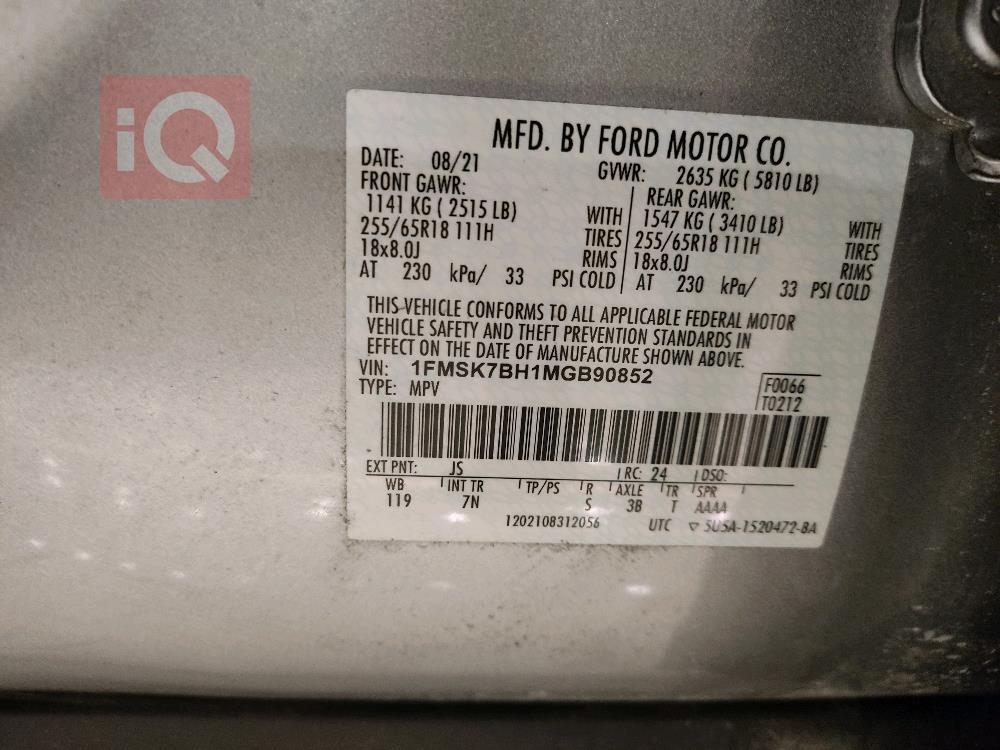 iQ
MFD. BY FORD MOTOR CO.
DATE: 08/21 GVWR: 2635 KG ( 5810 LB)
FRONT GAWR: REAR GAWR:
1141 KG ( 2515 LB) WITH 1547 KG ( 3410 LB) WITH
255/65R18 111H TIRES 255/65R18 111H TIRES
18x8.0J RIMS 18x8.0J RIMS
AT 230 kPa/ 33 PSI COLD AT 230 kPa/ 33 PSI COLD
THIS VEHICLE CONFORMS TO ALL APPLICABLE FEDERAL MOTOR
VEHICLE SAFETY AND THEFT PREVENTION STANDARDS IN
EFFECT ON THE DATE OF MANUFACTURE SHOWN ABOVE.
VIN: 1FMSK7BH1MGB90852
TYPE: MPV F0066
T0212
EXT PNT: JS RC: 24 DSO:
WB INT TR TP/PS R AXLE TR SPR
119 7N S 3B T AAAA
1202108312056 UTC ▽ 5U5A-1520472-BA